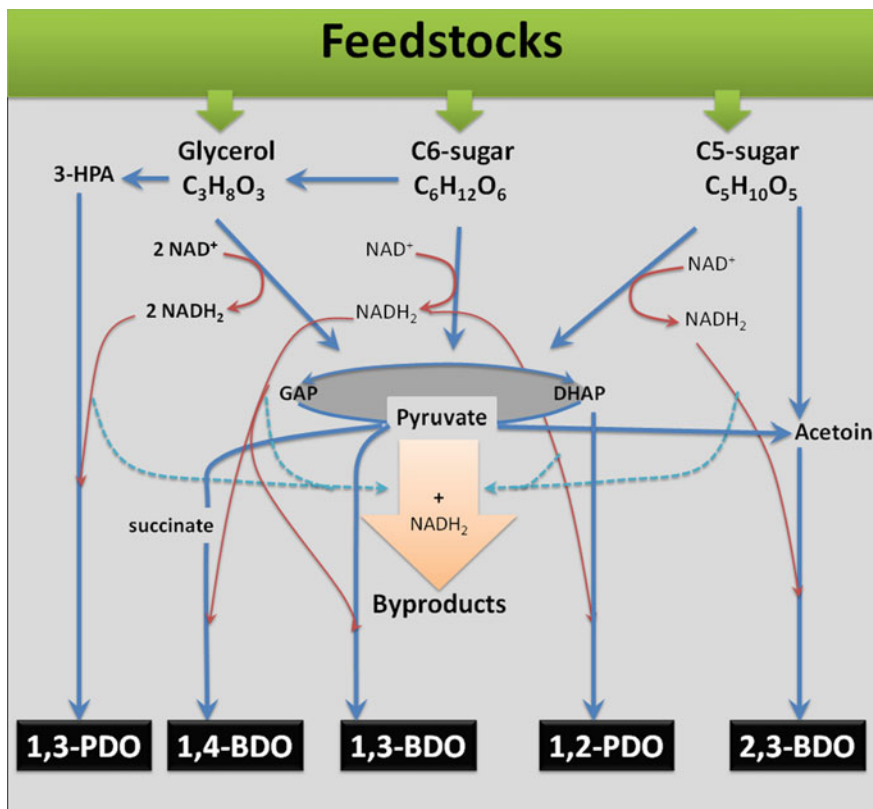 Feedstocks
Glycerol
C₃H₈O₃
C6-sugar
C₆H₁₂O₆
C5-sugar
C₅H₁₀O₅
3-HPA
2 NAD⁺
2 NADH₂
NAD⁺
NADH₂
NAD⁺
NADH₂
GAP
DHAP
Pyruvate
Acetoin
+
NADH₂
succinate
Byproducts
1,3-PDO
1,4-BDO
1,3-BDO
1,2-PDO
2,3-BDO